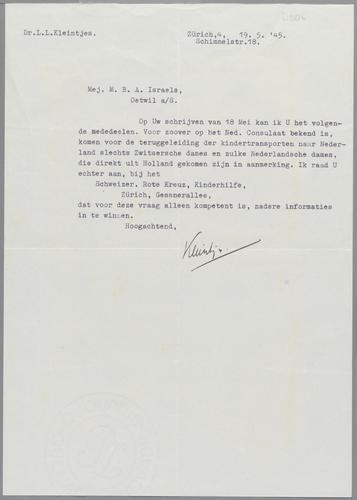 Dr.L.L.Kleintjes.
Zürich,4, 19.5.'45.
Schimmelstr.18.
Mej. M. B. A. Israels,
Oetwil a/S.
Op Uw schrijven van 18 Mei kan ik U het volgen-
de mededeelen. Voor zoover op het Ned. Consulaat bekend is,
komen voor de teruggeleiding der kindertransporten naar Neder-
land slechts Zwitsersche dames en zulke Nederlandsche dames,
die direkt uit Holland gekomen zijn in aanmerking. Ik raad U
echter aan, bij het
Schweizer. Rote Kreuz, Kinderhilfe,
Zürich, Gessnerallee,
dat voor deze vraag alleen kompetent is, nadere informaties
in te winnen.
Hoogachtend,
Kleintjes.